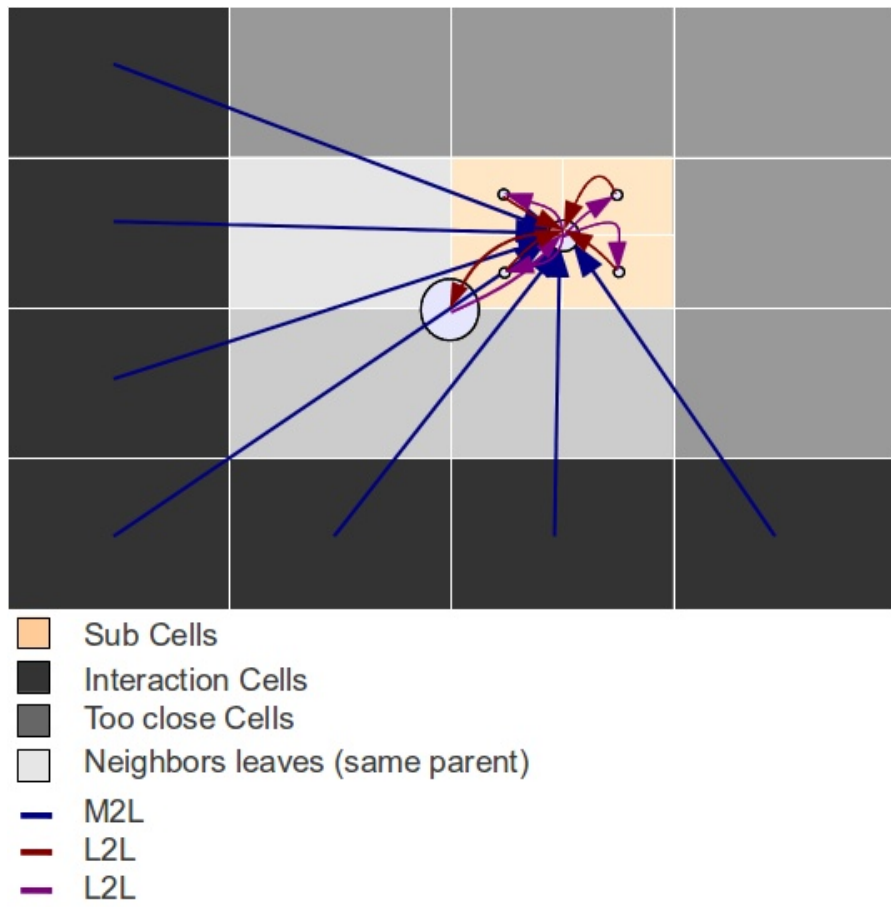 Sub Cells
Interaction Cells
Too close Cells
Neighbors leaves (same parent)
M2L
L2L
L2L